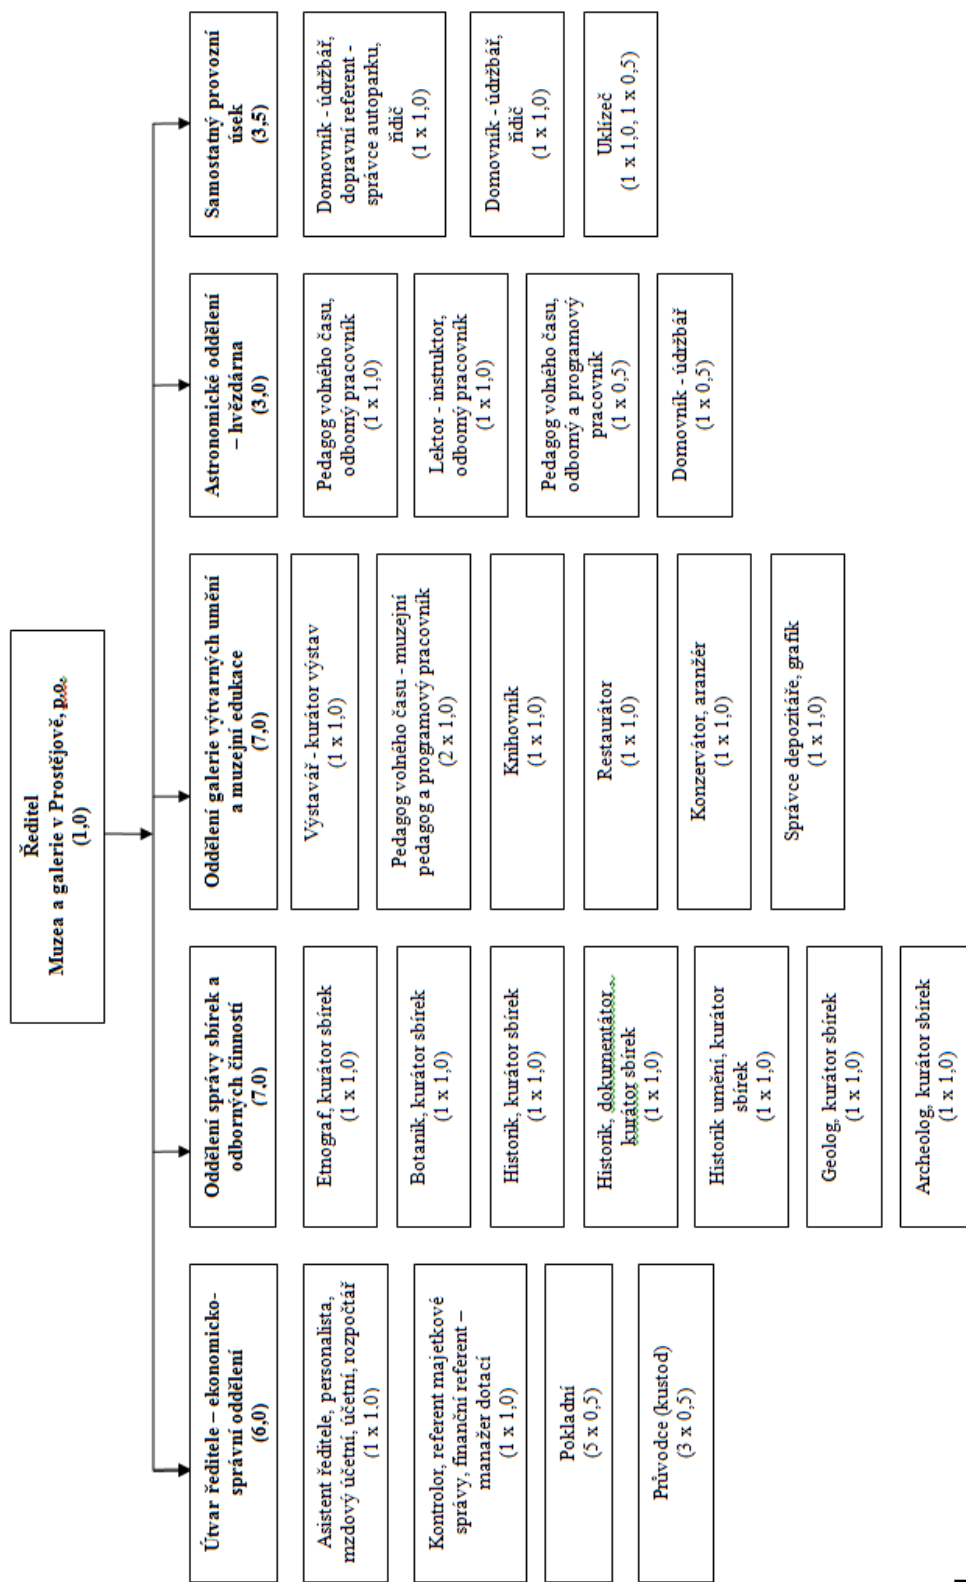 Ředitel
Muzea a galerie v Prostějově, p.o.
(1,0)
Útvar ředitele – ekonomicko-
správní oddělení
(6,0)
Asistent ředitele, personalista,
mzdový účetní, účetní, rozpočtář
(1 x 1,0)
Kontrolor, referent majetkové
správy, finanční referent –
manažer dotací
(1 x 1,0)
Pokladní
(5 x 0,5)
Průvodce (kustod)
(3 x 0,5)
Oddělení správy sbírek a
odborných činností
(7,0)
Etnograf, kurátor sbírek
(1 x 1,0)
Botanik, kurátor sbírek
(1 x 1,0)
Historik, kurátor sbírek
(1 x 1,0)
Historik, dokumentátor,
kurátor sbírek
(1 x 1,0)
Historik umění, kurátor
sbírek
(1 x 1,0)
Geolog, kurátor sbírek
(1 x 1,0)
Archeolog, kurátor sbírek
(1 x 1,0)
Oddělení galerie výtvarných umění
a muzejní edukace
(7,0)
Výstavář - kurátor výstav
(1 x 1,0)
Pedagog volného času - muzejní
pedagog a programový pracovník
(2 x 1,0)
Knihovník
(1 x 1,0)
Restaurátor
(1 x 1,0)
Konzervátor, aranžér
(1 x 1,0)
Správce depozitáře, grafik
(1 x 1,0)
Astronomické oddělení
– hvězdárna
(3,0)
Pedagog volného času,
odborný pracovník
(1 x 1,0)
Lektor - instruktor,
odborný pracovník
(1 x 1,0)
Pedagog volného času,
odborný a programový
pracovník
(1 x 0,5)
Domovník - údržbář
(1 x 0,5)
Samostatný provozní
úsek
(3,5)
Domovník - údržbář,
dopravní referent -
správce autoparku,
řidič
(1 x 1,0)
Domovník - údržbář,
řidič
(1 x 1,0)
Uklízeč
(1 x 1,0, 1 x 0,5)